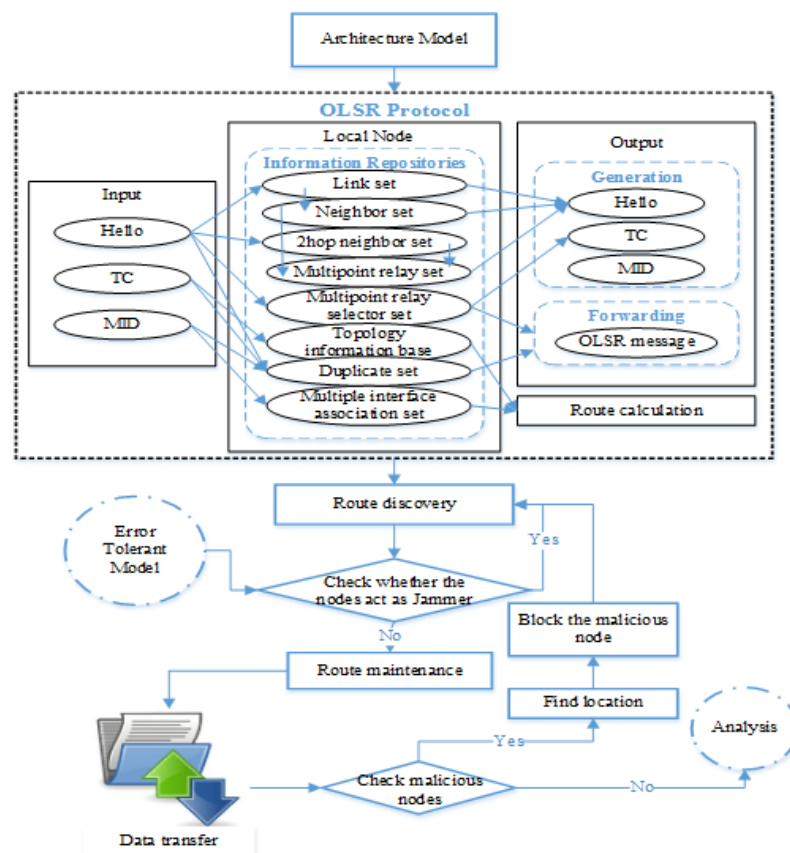 Architecture Model
OLSR Protocol
Input
Hello
TC
MID
Local Node
Information Repositories
Link set
Neighbor set
2hop neighbor set
Multipoint relay set
Multipoint relay
selector set
Topology
information base
Duplicate set
Multiple interface
association set
Output
Generation
Hello
TC
MID
Forwarding
OLSR message
Route calculation
Route discovery
Error
Tolerant
Model
Yes
Check whether the
nodes act as Jammer
No
Block the malicious
node
Route maintenance
Find location
Analysis
Yes
Check malicious
nodes
No
Data transfer